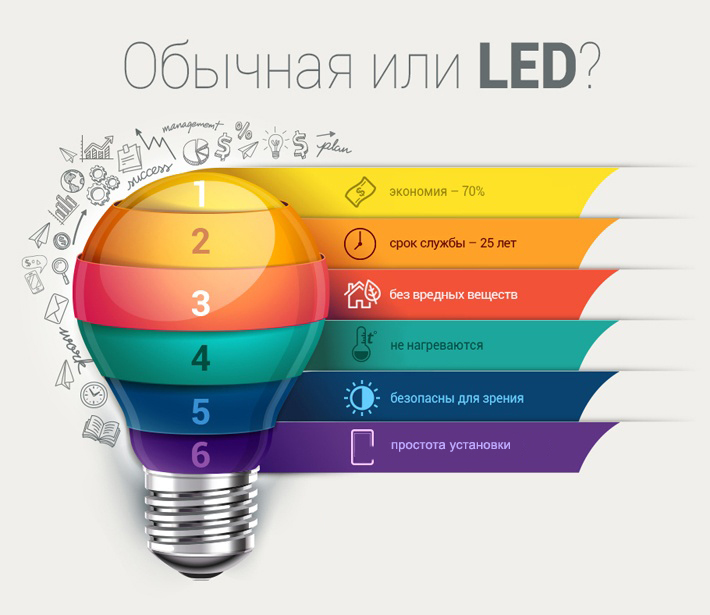 Обычная или LED?
management
%
$
$
plan
success
1
экономия – 70%
2
срок службы – 25 лет
3
без вредных веществ
4
t°
не нагреваются
work
5
безопасны для зрения
6
простота установки